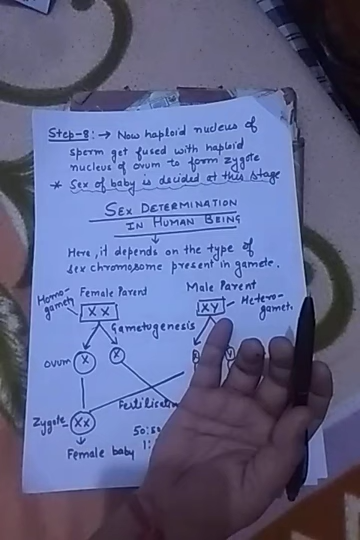 Step-8:→ Now haploid nucleus of
sperm get fused with haploid
nucleus of ovum to form zygote
* Sex of baby is decided at this stage
SEX DETERMINATION
IN HUMAN BEING
Here, it depends on the type of
sex chromosome present in gamete.
Homo-
gameti
Female Parent
Male Parent
XX
XY
Hetero-
gamet.
Gametogenesis
Ovum
X
X
Zygote
XX
Female baby